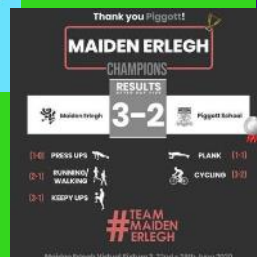 Thank you Piggott!
MAIDEN ERLEGH
CHAMPIONS
RESULTS
Maiden Erlegh 3-2 Piggott School
(1-0) PRESS UPS
PLANK (1-1)
(2-1) RUNNING/
WALKING
CYCLING (2-2)
(3-1) KEEPY UPS
#TEAM
MAIDEN
ERLEGH